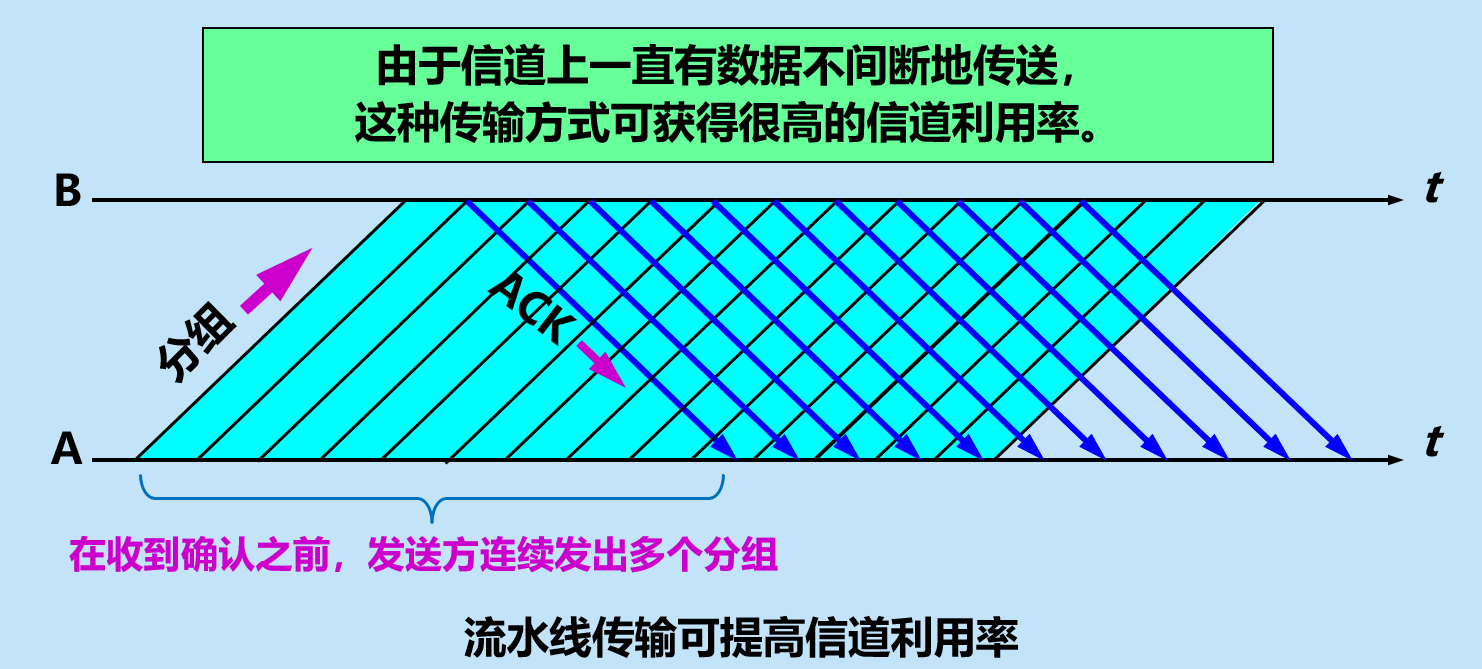 由于信道上一直有数据不间断地传送，
这种传输方式可获得很高的信道利用率。
B
t
分组
ACK
A
t
在收到确认之前，发送方连续发出多个分组
流水线传输可提高信道利用率